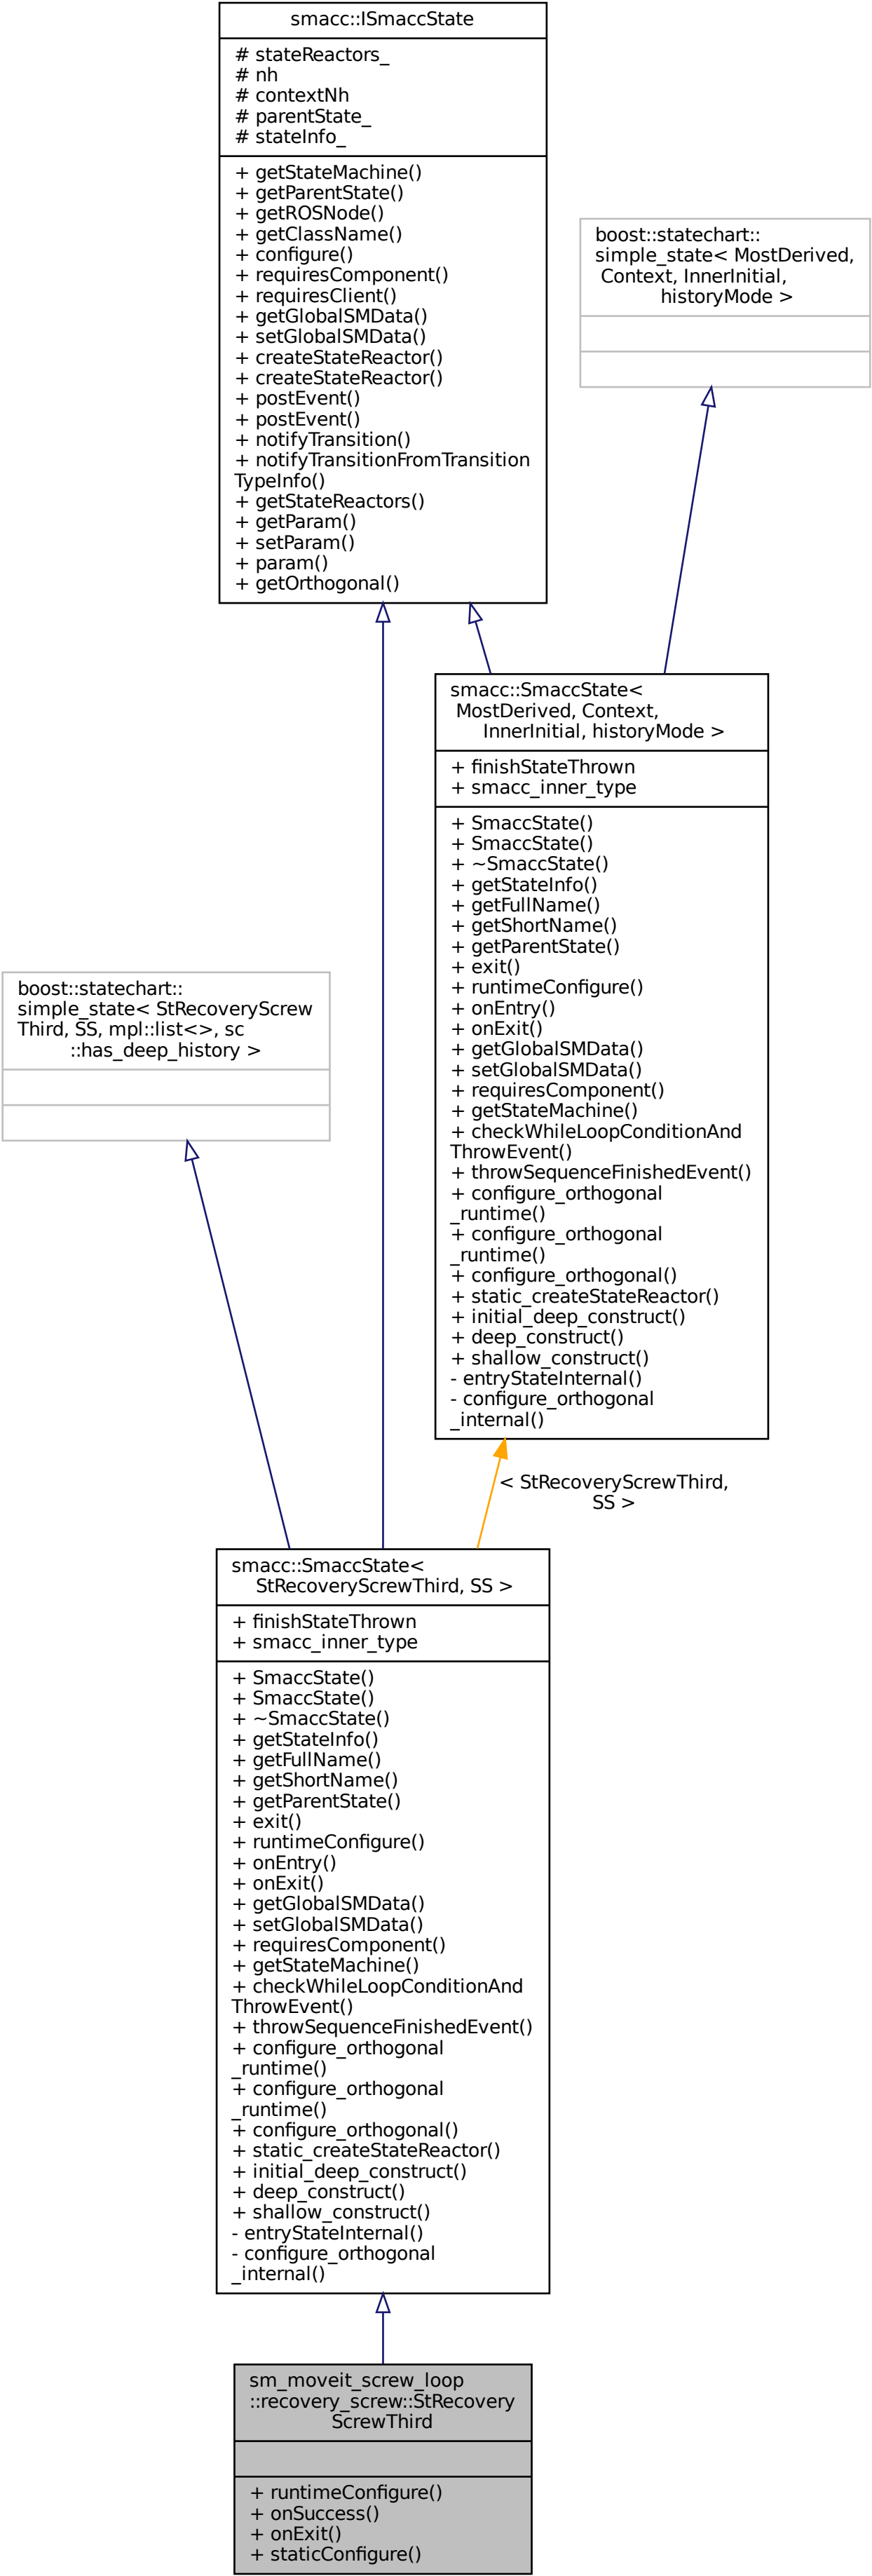 smacc::ISmaccState
# stateReactors_
# nh
# contextNh
# parentState_
# stateInfo_
+ getStateMachine()
+ getParentState()
+ getROSNode()
+ getClassName()
+ configure()
+ requiresComponent()
+ requiresClient()
+ getGlobalSMData()
+ setGlobalSMData()
+ createStateReactor()
+ createStateReactor()
+ postEvent()
+ postEvent()
+ notifyTransition()
+ notifyTransitionFromTransition
TypeInfo()
+ getStateReactors()
+ getParam()
+ setParam()
+ param()
+ getOrthogonal()
boost::statechart::
simple_state< MostDerived,
Context, InnerInitial,
historyMode >
smacc::SmaccState<
MostDerived, Context,
InnerInitial, historyMode >
+ finishStateThrown
+ smacc_inner_type
+ SmaccState()
+ SmaccState()
+ ~SmaccState()
+ getStateInfo()
+ getFullName()
+ getShortName()
+ getParentState()
+ exit()
+ runtimeConfigure()
+ onEntry()
+ onExit()
+ getGlobalSMData()
+ setGlobalSMData()
+ requiresComponent()
+ getStateMachine()
+ checkWhileLoopConditionAnd
ThrowEvent()
+ throwSequenceFinishedEvent()
+ configure_orthogonal
_runtime()
+ configure_orthogonal
_runtime()
+ configure_orthogonal()
+ static_createStateReactor()
+ initial_deep_construct()
+ deep_construct()
+ shallow_construct()
- entryStateInternal()
- configure_orthogonal
_internal()
boost::statechart::
simple_state< StRecoveryScrew
Third, SS, mpl::list<>, sc
::has_deep_history >
< StRecoveryScrewThird,
SS >
smacc::SmaccState<
StRecoveryScrewThird, SS >
+ finishStateThrown
+ smacc_inner_type
+ SmaccState()
+ SmaccState()
+ ~SmaccState()
+ getStateInfo()
+ getFullName()
+ getShortName()
+ getParentState()
+ exit()
+ runtimeConfigure()
+ onEntry()
+ onExit()
+ getGlobalSMData()
+ setGlobalSMData()
+ requiresComponent()
+ getStateMachine()
+ checkWhileLoopConditionAnd
ThrowEvent()
+ throwSequenceFinishedEvent()
+ configure_orthogonal
_runtime()
+ configure_orthogonal
_runtime()
+ configure_orthogonal()
+ static_createStateReactor()
+ initial_deep_construct()
+ deep_construct()
+ shallow_construct()
- entryStateInternal()
- configure_orthogonal
_internal()
sm_moveit_screw_loop
::recovery_screw::StRecovery
ScrewThird
+ runtimeConfigure()
+ onSuccess()
+ onExit()
+ staticConfigure()